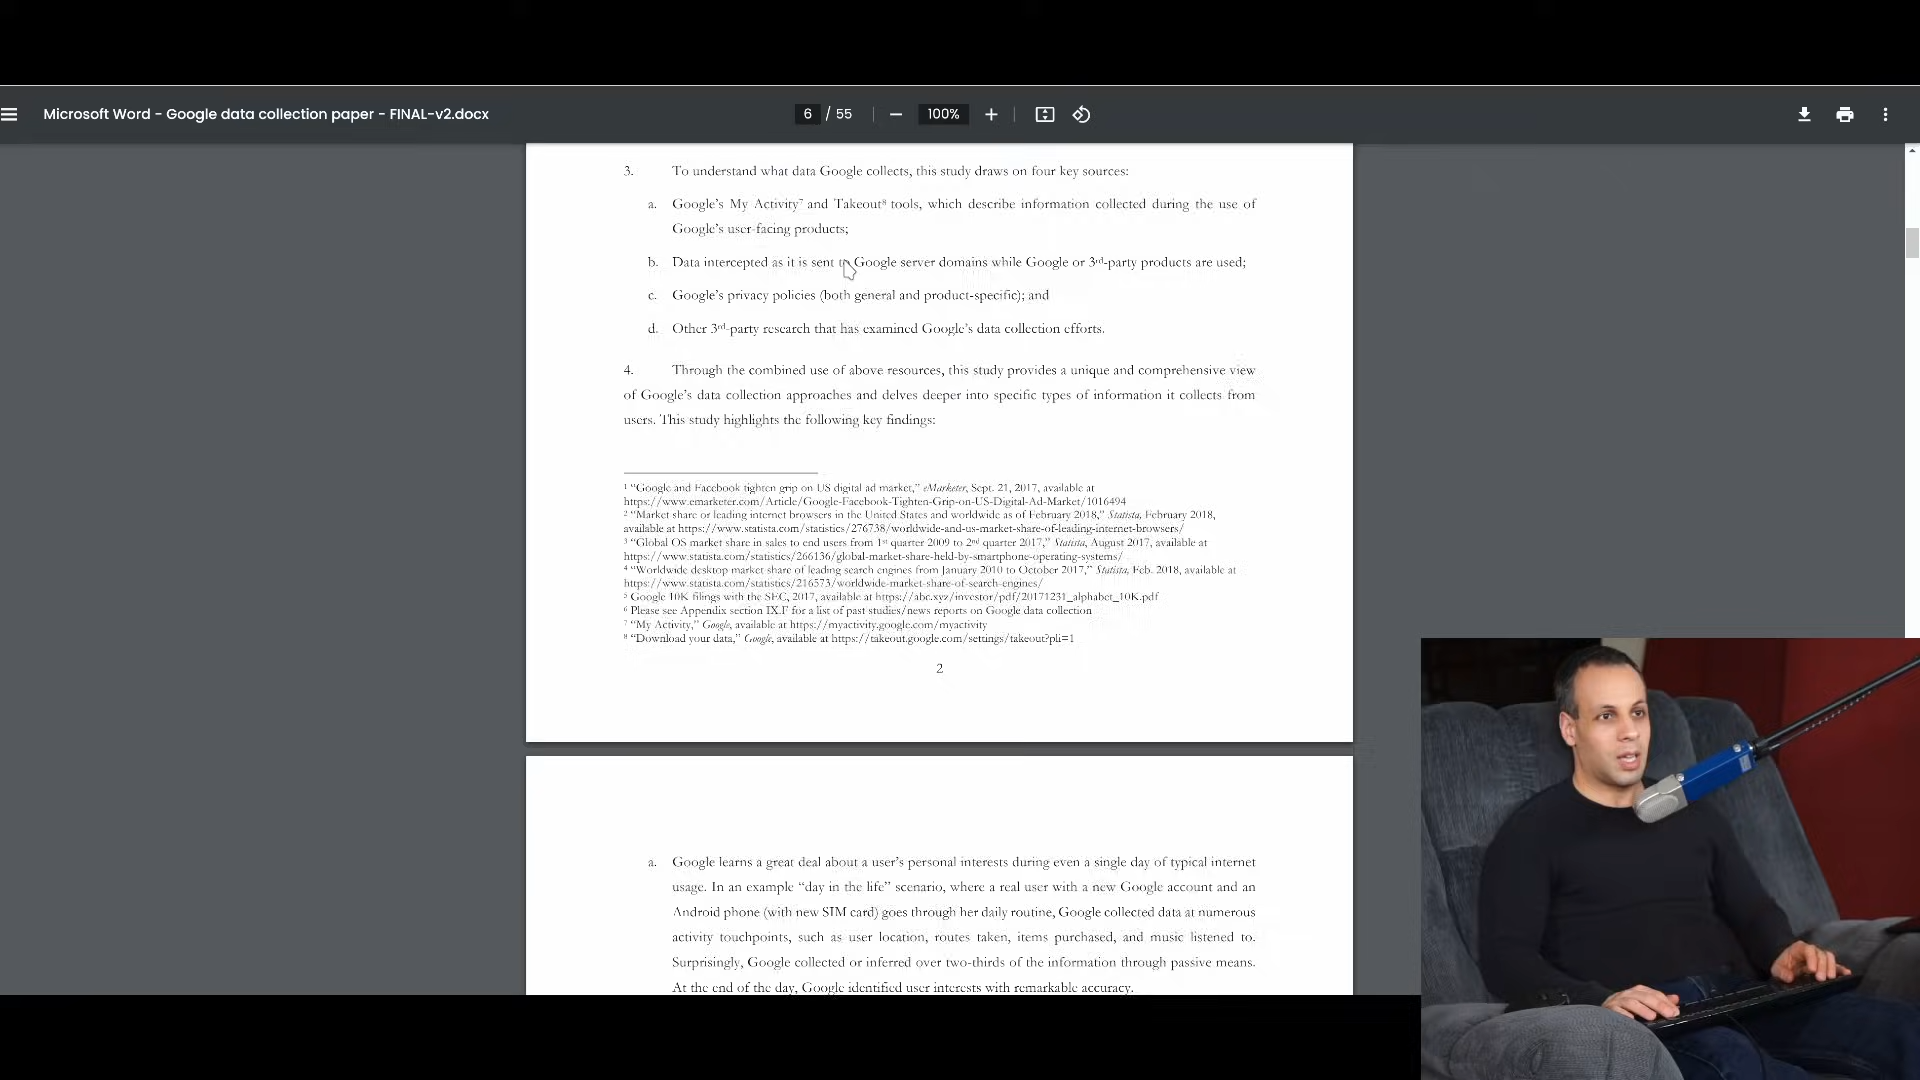 Microsoft Word - Google data collection paper - FINAL-v2.docx
6 / 55
100%
3. To understand what data Google collects, this study draws on four key sources:
a. Google's My Activity⁷ and Takeout⁸ tools, which describe information collected during the use of
Google's user-facing products;
b. Data intercepted as it is sent to Google server domains while Google or 3rd-party products are used;
c. Google's privacy policies (both general and product-specific); and
d. Other 3rd-party research that has examined Google's data collection efforts.
4. Through the combined use of above resources, this study provides a unique and comprehensive view
of Google's data collection approaches and delves deeper into specific types of information it collects from
users. This study highlights the following key findings:
¹ “Google and Facebook tighten grip on US digital ad market,” eMarketer, Sept. 21, 2017, available at
https://www.emarketer.com/Article/Google-Facebook-Tighten-Grip-on-US-Digital-Ad-Market/1016494
² “Market share or leading internet browsers in the United States and worldwide as of February 2018,” Statista, February 2018,
available at https://www.statista.com/statistics/276738/worldwide-and-us-market-share-of-leading-internet-browsers/
³ “Global OS market share in sales to end users from 1st quarter 2009 to 2nd quarter 2017,” Statista, August 2017, available at
https://www.statista.com/statistics/266136/global-market-share-held-by-smartphone-operating-systems/
⁴ “Worldwide desktop market share of leading search engines from January 2010 to October 2017,” Statista, Feb. 2018, available at
https://www.statista.com/statistics/216573/worldwide-market-share-of-search-engines/
⁵ Google 10K filings with the SEC, 2017, available at https://abc.xyz/investor/pdf/20171231_alphabet_10K.pdf
⁶ Please see Appendix section IX.F for a list of past studies/news reports on Google data collection
⁷ “My Activity,” Google, available at https://myactivity.google.com/myactivity
⁸ “Download your data,” Google, available at https://takeout.google.com/settings/takeout?pli=1
2
a. Google learns a great deal about a user's personal interests during even a single day of typical internet
usage. In an example “day in the life” scenario, where a real user with a new Google account and an
Android phone (with new SIM card) goes through her daily routine, Google collected data at numerous
activity touchpoints, such as user location, routes taken, items purchased, and music listened to.
Surprisingly, Google collected or inferred over two-thirds of the information through passive means.
At the end of the day, Google identified user interests with remarkable accuracy.